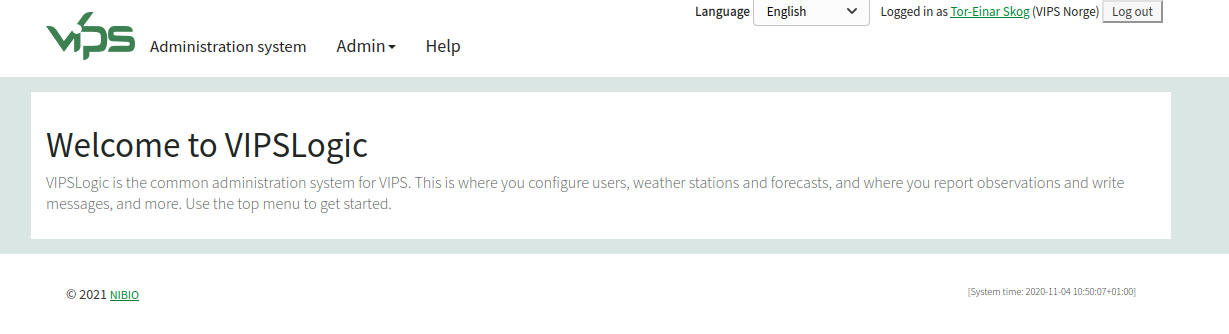 Language English Logged in as Tor-Einar Skog (VIPS Norge) Log out
VIPS Administration system Admin Help
Welcome to VIPSLogic
VIPSLogic is the common administration system for VIPS. This is where you configure users, weather stations and forecasts, and where you report observations and write
messages, and more. Use the top menu to get started.
© 2021 NIBIO [System time: 2020-11-04 10:50:07+01:00]